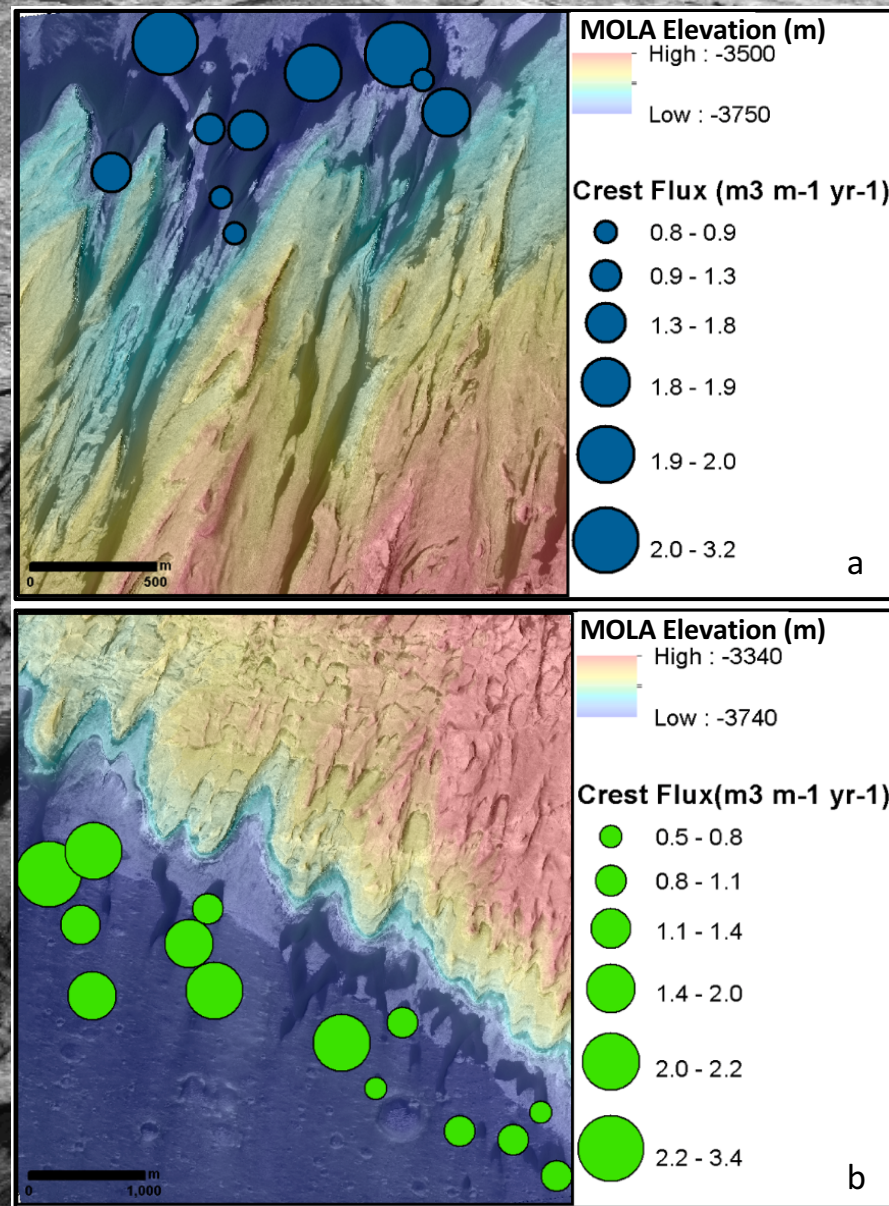 MOLA Elevation (m)
High : -3500
Low : -3750
Crest Flux (m3 m-1 yr-1)
0.8 - 0.9
0.9 - 1.3
1.3 - 1.8
1.8 - 1.9
1.9 - 2.0
2.0 - 3.2
a
m
0 500
MOLA Elevation (m)
High : -3340
Low : -3740
Crest Flux(m3 m-1 yr-1)
0.5 - 0.8
0.8 - 1.1
1.1 - 1.4
1.4 - 2.0
2.0 - 2.2
2.2 - 3.4
b
m
0 1,000